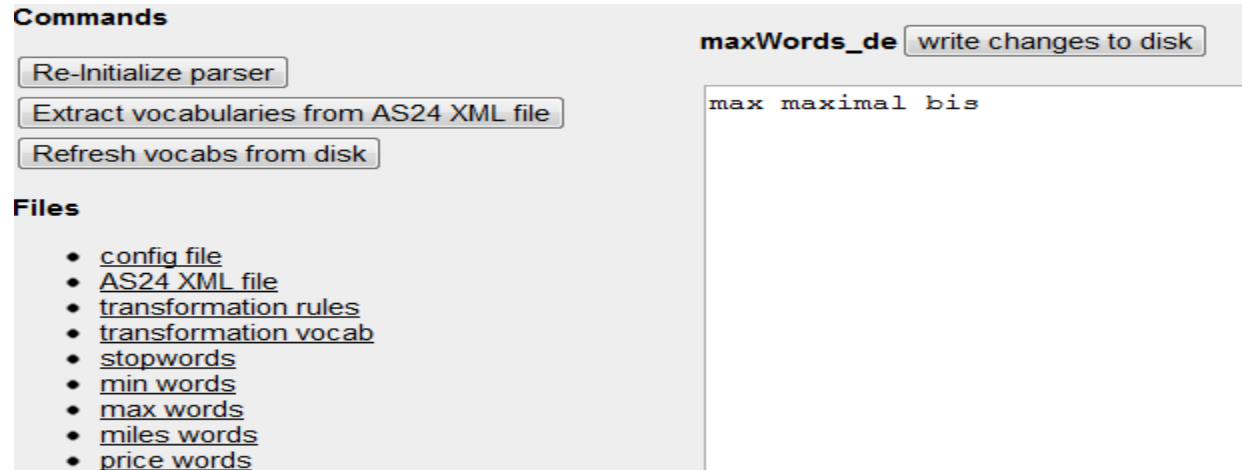 Commands
Re-Initialize parser
Extract vocabularies from AS24 XML file
Refresh vocabs from disk
Files
config file
AS24 XML file
transformation rules
transformation vocab
stopwords
min words
max words
miles words
price words
maxWords_de write changes to disk
max maximal bis